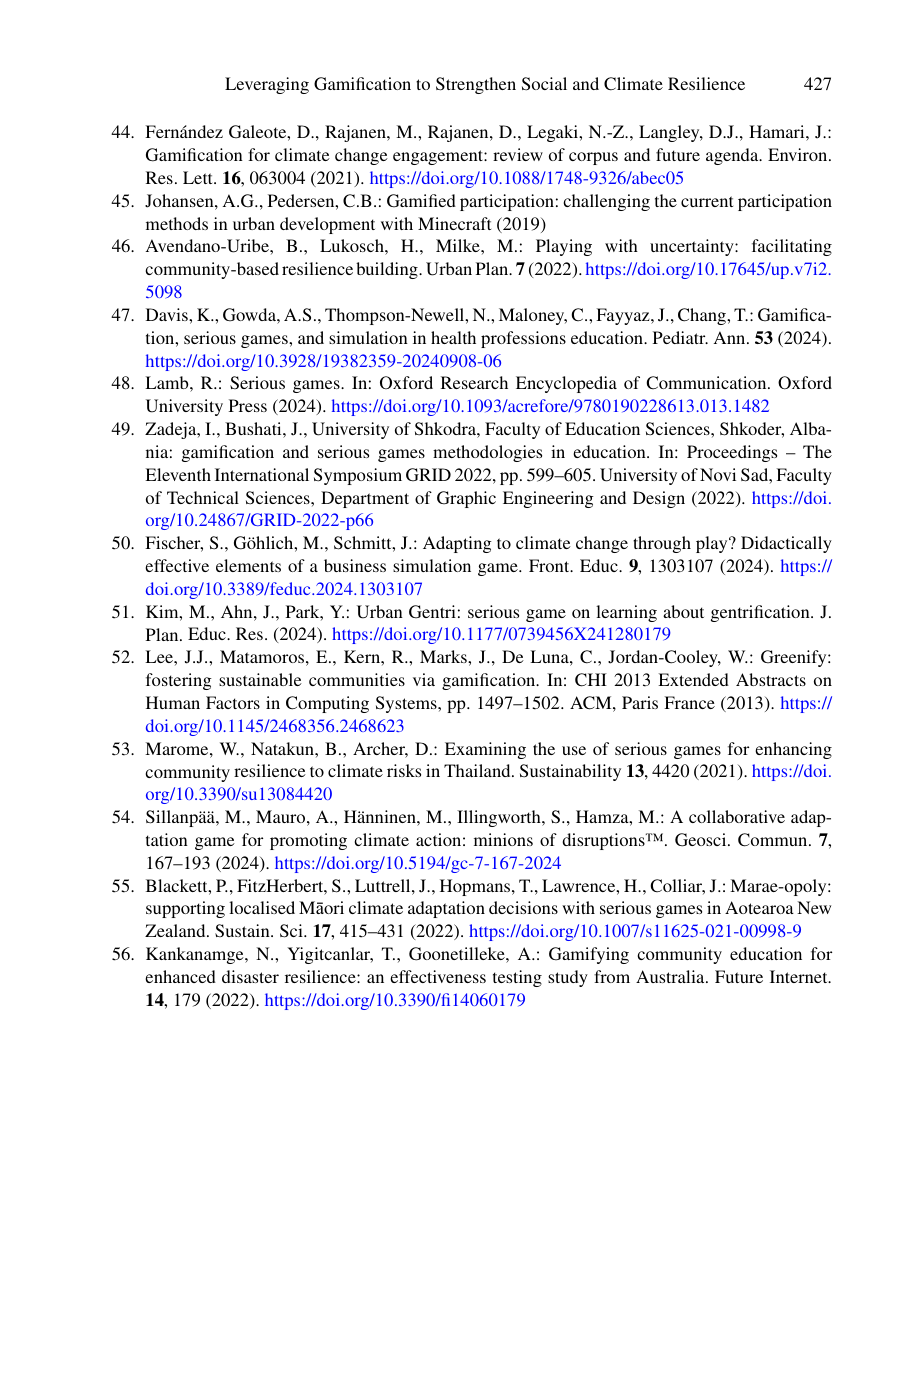 Leveraging Gamification to Strengthen Social and Climate Resilience 427
44. Fernández Galeote, D., Rajanen, M., Rajanen, D., Legaki, N.-Z., Langley, D.J., Hamari, J.:
Gamification for climate change engagement: review of corpus and future agenda. Environ.
Res. Lett. 16, 063004 (2021). https://doi.org/10.1088/1748-9326/abec05
45. Johansen, A.G., Pedersen, C.B.: Gamified participation: challenging the current participation
methods in urban development with Minecraft (2019)
46. Avendano-Uribe, B., Lukosch, H., Milke, M.: Playing with uncertainty: facilitating
community-based resilience building. Urban Plan. 7 (2022). https://doi.org/10.17645/up.v7i2.
5098
47. Davis, K., Gowda, A.S., Thompson-Newell, N., Maloney, C., Fayyaz, J., Chang, T.: Gamifica-
tion, serious games, and simulation in health professions education. Pediatr. Ann. 53 (2024).
https://doi.org/10.3928/19382359-20240908-06
48. Lamb, R.: Serious games. In: Oxford Research Encyclopedia of Communication. Oxford
University Press (2024). https://doi.org/10.1093/acrefore/9780190228613.013.1482
49. Zadeja, I., Bushati, J., University of Shkodra, Faculty of Education Sciences, Shkoder, Alba-
nia: gamification and serious games methodologies in education. In: Proceedings – The
Eleventh International Symposium GRID 2022, pp. 599–605. University of Novi Sad, Faculty
of Technical Sciences, Department of Graphic Engineering and Design (2022). https://doi.
org/10.24867/GRID-2022-p66
50. Fischer, S., Göhlich, M., Schmitt, J.: Adapting to climate change through play? Didactically
effective elements of a business simulation game. Front. Educ. 9, 1303107 (2024). https://
doi.org/10.3389/feduc.2024.1303107
51. Kim, M., Ahn, J., Park, Y.: Urban Gentri: serious game on learning about gentrification. J.
Plan. Educ. Res. (2024). https://doi.org/10.1177/0739456X241280179
52. Lee, J.J., Matamoros, E., Kern, R., Marks, J., De Luna, C., Jordan-Cooley, W.: Greenify:
fostering sustainable communities via gamification. In: CHI 2013 Extended Abstracts on
Human Factors in Computing Systems, pp. 1497–1502. ACM, Paris France (2013). https://
doi.org/10.1145/2468356.2468623
53. Marome, W., Natakun, B., Archer, D.: Examining the use of serious games for enhancing
community resilience to climate risks in Thailand. Sustainability 13, 4420 (2021). https://doi.
org/10.3390/su13084420
54. Sillanpää, M., Mauro, A., Hänninen, M., Illingworth, S., Hamza, M.: A collaborative adap-
tation game for promoting climate action: minions of disruptions™. Geosci. Commun. 7,
167–193 (2024). https://doi.org/10.5194/gc-7-167-2024
55. Blackett, P., FitzHerbert, S., Luttrell, J., Hopmans, T., Lawrence, H., Colliar, J.: Marae-opoly:
supporting localised Māori climate adaptation decisions with serious games in Aotearoa New
Zealand. Sustain. Sci. 17, 415–431 (2022). https://doi.org/10.1007/s11625-021-00998-9
56. Kankanamge, N., Yigitcanlar, T., Goonetilleke, A.: Gamifying community education for
enhanced disaster resilience: an effectiveness testing study from Australia. Future Internet.
14, 179 (2022). https://doi.org/10.3390/fi14060179